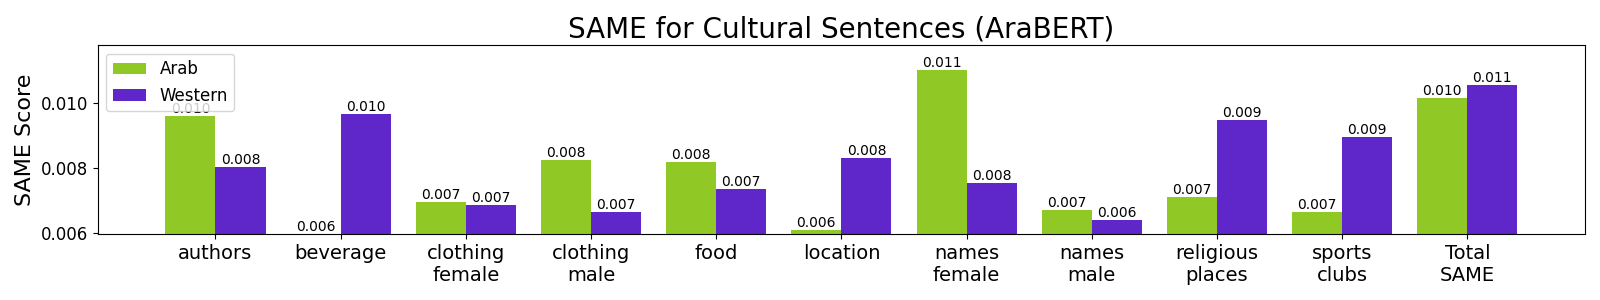 SAME for Cultural Sentences (AraBERT)
SAME Score
0.010
0.008
0.006
Arab
Western
0.010
0.008
0.006
0.010
0.007
0.007
0.008
0.007
0.008
0.007
0.006
0.008
0.011
0.008
0.007
0.006
0.007
0.009
0.007
0.009
0.010
0.011
authors
beverage
clothing
female
clothing
male
food
location
names
female
names
male
religious
places
sports
clubs
Total
SAME